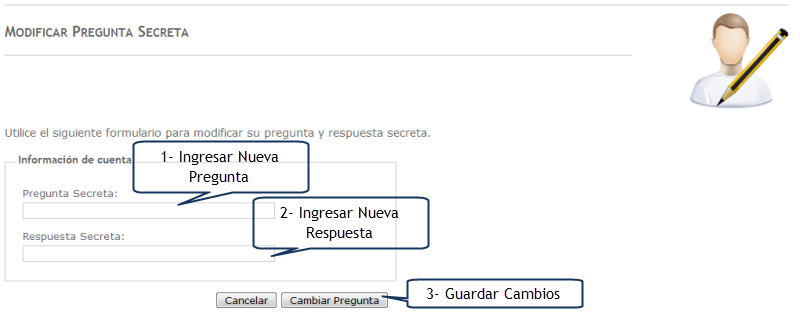 Modificar Pregunta Secreta
Utilice el siguiente formulario para modificar su pregunta y respuesta secreta.
Información de cuenta
1- Ingresar Nueva
Pregunta
Pregunta Secreta:
2- Ingresar Nueva
Respuesta
Respuesta Secreta:
Cancelar
Cambiar Pregunta
3- Guardar Cambios